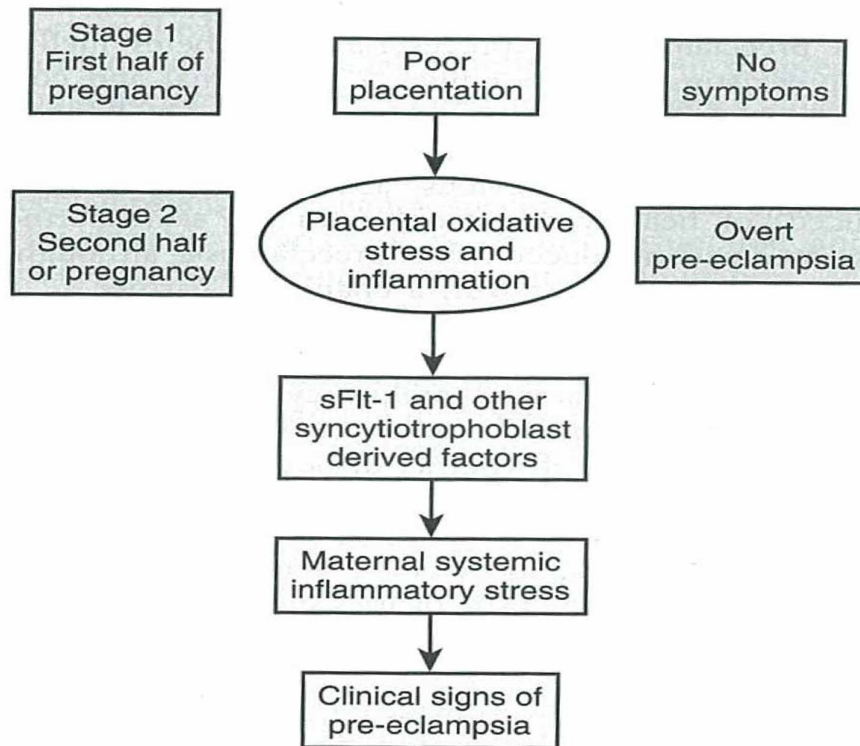 Stage 1
First half of
pregnancy
Poor
placentation
No
symptoms
Stage 2
Second half
or pregnancy
Placental oxidative
stress and
inflammation
Overt
pre-eclampsia
sFlt-1 and other
syncytiotrophoblast
derived factors
Maternal systemic
inflammatory stress
Clinical signs of
pre-eclampsia